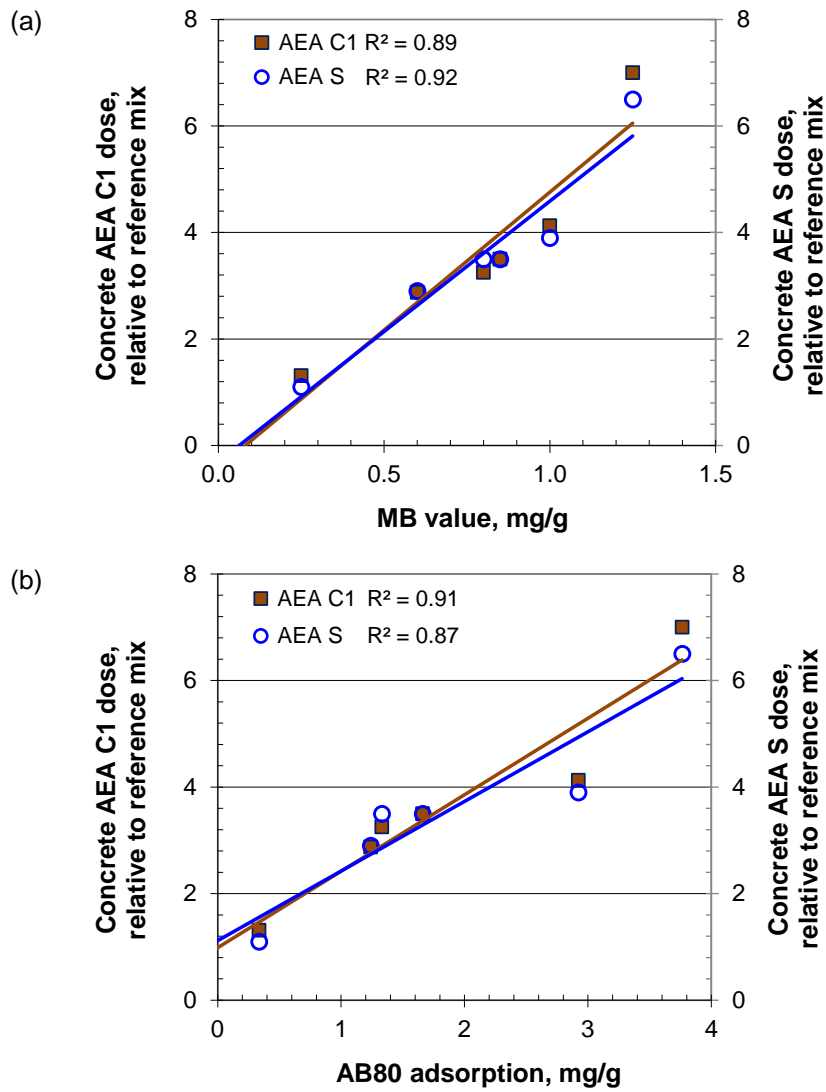 (a)
AEA C1 R² = 0.89
AEA S R² = 0.92
Concrete AEA C1 dose,
relative to reference mix
Concrete AEA S dose,
relative to reference mix
8
6
4
2
0
8
6
4
2
0
0.0 0.5 1.0 1.5
MB value, mg/g
(b)
AEA C1 R² = 0.91
AEA S R² = 0.87
Concrete AEA C1 dose,
relative to reference mix
Concrete AEA S dose,
relative to reference mix
8
6
4
2
0
8
6
4
2
0
0 1 2 3 4
AB80 adsorption, mg/g